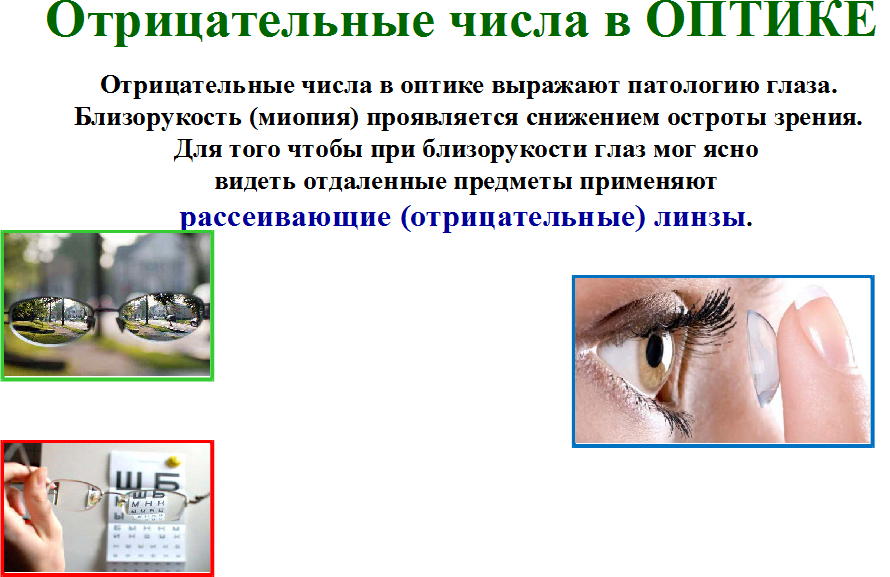 Отрицательные числа в ОПТИКЕ
Отрицательные числа в оптике выражают патологию глаза.
Близорукость (миопия) проявляется снижением остроты зрения.
Для того чтобы при близорукости глаз мог ясно
видеть отдаленные предметы применяют
рассеивающие (отрицательные) линзы.
Ш Б
М Н К